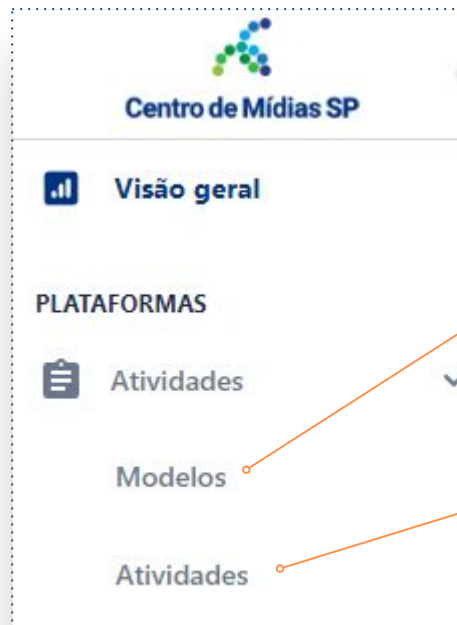 Centro de Mídias SP
Visão geral
PLATAFORMAS
Atividades
Modelos
Atividades